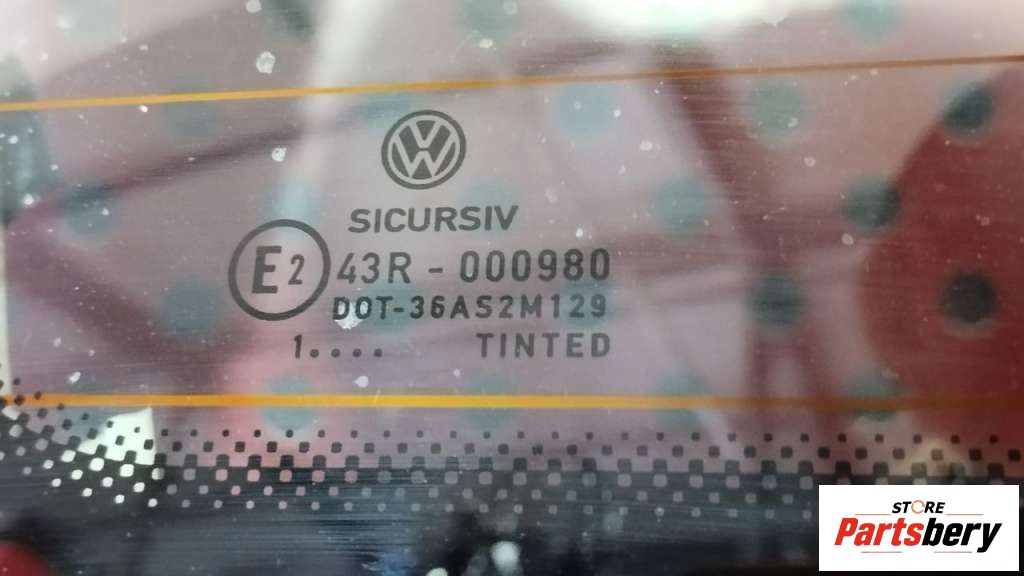 SICURSIV
E2 43R - 000980
DOT-36AS2M129
1.... TINTED
STORE
Partsbery